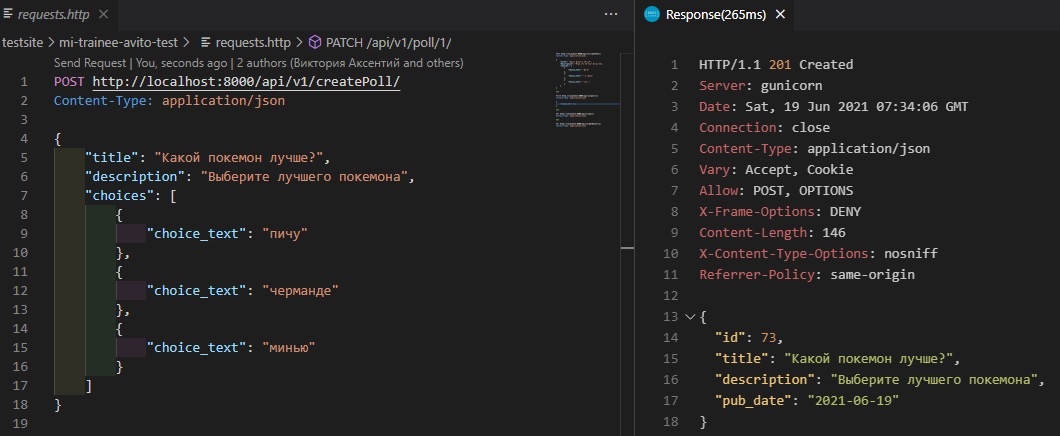 requests.http
testsite > mi-trainee-avito-test > requests.http > PATCH /api/v1/poll/1/
Send Request | You, seconds ago | 2 authors (Виктория Аксентий and others)
1 POST http://localhost:8000/api/v1/createPoll/
2 Content-Type: application/json
3
4 {
5 "title": "Какой покемон лучше?",
6 "description": "Выберите лучшего покемона",
7 "choices": [
8 {
9 "choice_text": "пичу"
10 },
11 {
12 "choice_text": "черманде"
13 },
14 {
15 "choice_text": "минью"
16 }
17 ]
18 }
19
Response(265ms)
1 HTTP/1.1 201 Created
2 Server: gunicorn
3 Date: Sat, 19 Jun 2021 07:34:06 GMT
4 Connection: close
5 Content-Type: application/json
6 Vary: Accept, Cookie
7 Allow: POST, OPTIONS
8 X-Frame-Options: DENY
9 Content-Length: 146
10 X-Content-Type-Options: nosniff
11 Referrer-Policy: same-origin
12
13 {
14 "id": 73,
15 "title": "Какой покемон лучше?",
16 "description": "Выберите лучшего покемона",
17 "pub_date": "2021-06-19"
18 }